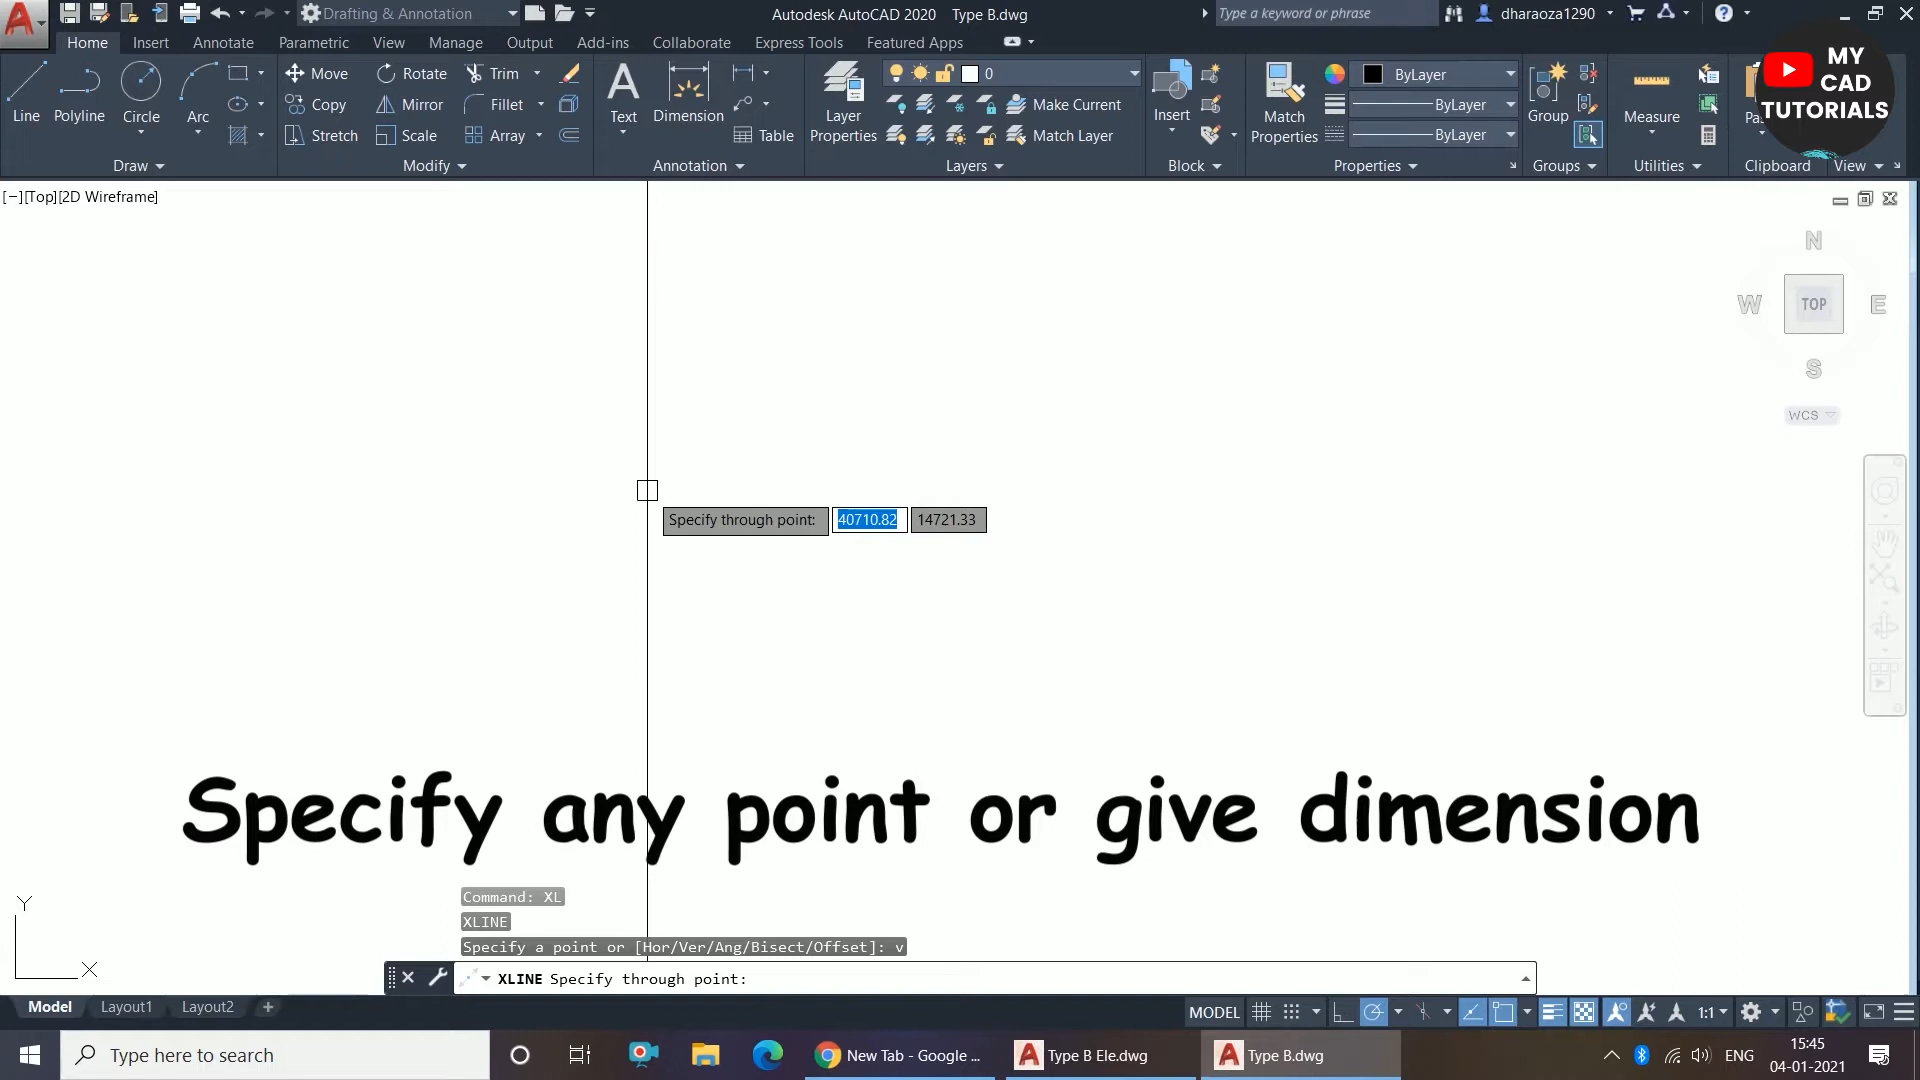 Drafting & Annotation
Autodesk AutoCAD 2020 Type B.dwg
Type a keyword or phrase
dharaoza1290
Home Insert Annotate Parametric View Manage Output Add-ins Collaborate Express Tools Featured Apps
Line Polyline Circle Arc
Move Rotate Trim
Copy Mirror Fillet
Stretch Scale Array
Text Dimension Table
Layer Properties
0
Make Current
Match Layer
Insert
Match Properties
ByLayer
ByLayer
ByLayer
Group
Measure
Pas
MY
CAD
TUTORIALS
Draw Modify Annotation Layers Block Properties Groups Utilities Clipboard View
[−][Top][2D Wireframe]
N
W TOP E
S
WCS
Specify through point: 40710.82 14721.33
Specify any point or give dimension
Y
X
Command: XL
XLINE
Specify a point or [Hor/Ver/Ang/Bisect/Offset]: v
XLINE Specify through point:
Model Layout1 Layout2 +
MODEL 1:1
Type here to search
New Tab - Google ...
Type B Ele.dwg
Type B.dwg
ENG
15:45
04-01-2021